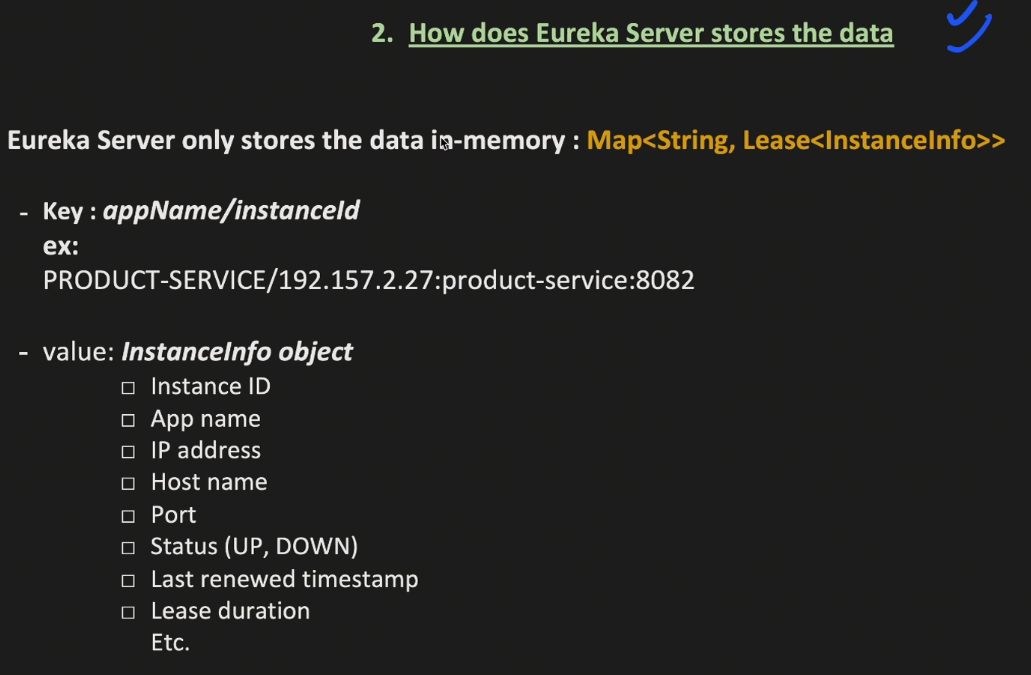 2. How does Eureka Server stores the data
Eureka Server only stores the data in-memory : Map<String, Lease<InstanceInfo>>
- Key : appName/instanceId
ex:
PRODUCT-SERVICE/192.157.2.27:product-service:8082
- value: InstanceInfo object
□ Instance ID
□ App name
□ IP address
□ Host name
□ Port
□ Status (UP, DOWN)
□ Last renewed timestamp
□ Lease duration
Etc.